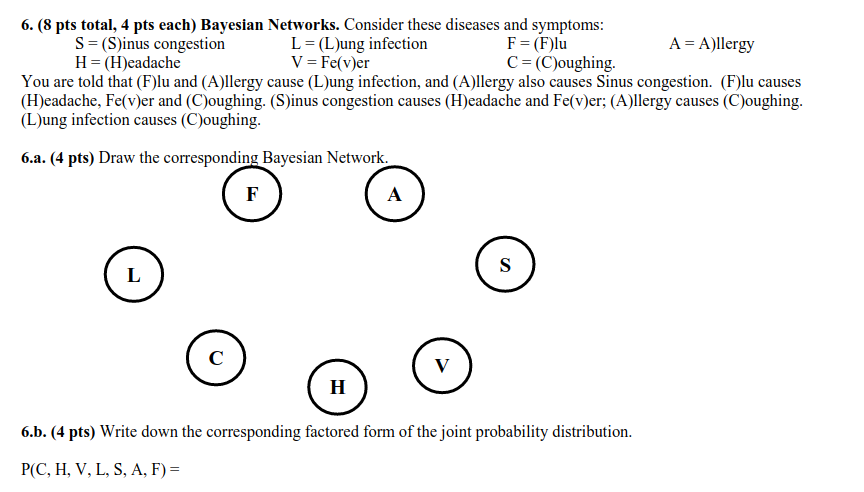 6. (8 pts total, 4 pts each) Bayesian Networks. Consider these diseases and symptoms:
S = (S)inus congestion L = (L)ung infection F = (F)lu A = A)llergy
H = (H)eadache V = Fe(v)er C = (C)oughing.
You are told that (F)lu and (A)llergy cause (L)ung infection, and (A)llergy also causes Sinus congestion. (F)lu causes
(H)eadache, Fe(v)er and (C)oughing. (S)inus congestion causes (H)eadache and Fe(v)er; (A)llergy causes (C)oughing.
(L)ung infection causes (C)oughing.
6.a. (4 pts) Draw the corresponding Bayesian Network.
F A
S
L
C
V
H
6.b. (4 pts) Write down the corresponding factored form of the joint probability distribution.
P(C, H, V, L, S, A, F) =